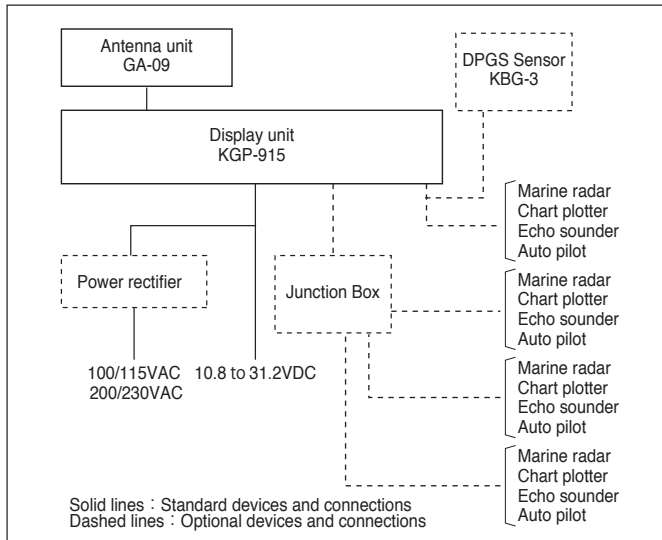 Antenna unit
GA-09
DPGS Sensor
KBG-3
Display unit
KGP-915
Marine radar
Chart plotter
Echo sounder
Auto pilot
Power rectifier
Junction Box
Marine radar
Chart plotter
Echo sounder
Auto pilot
100/115VAC
200/230VAC
10.8 to 31.2VDC
Marine radar
Chart plotter
Echo sounder
Auto pilot
Marine radar
Chart plotter
Echo sounder
Auto pilot
Solid lines : Standard devices and connections
Dashed lines : Optional devices and connections